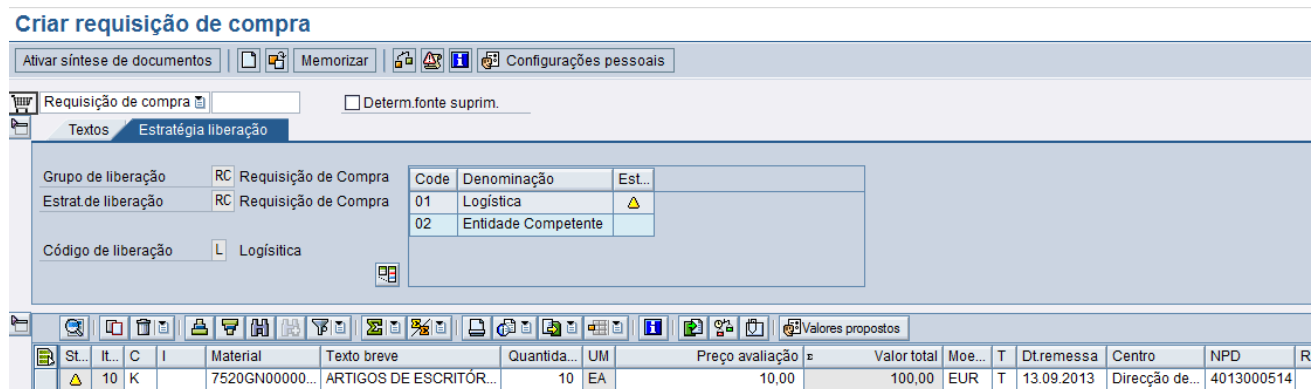 Criar requisição de compra
Ativar síntese de documentos Memorizar Configurações pessoais
Requisição de compra Determ.fonte suprim.
Textos Estratégia liberação
Grupo de liberação RC Requisição de Compra Code Denominação Est...
Estrat.de liberação RC Requisição de Compra 01 Logística
02 Entidade Competente
Código de liberação L Logísitica
Valores propostos
St... It... C I Material Texto breve Quantida... UM Preço avaliação Valor total Moe... T Dt.remessa Centro NPD R
10 K 7520GN00000... ARTIGOS DE ESCRITÓR... 10 EA 10,00 100,00 EUR T 13.09.2013 Direcção de... 4013000514